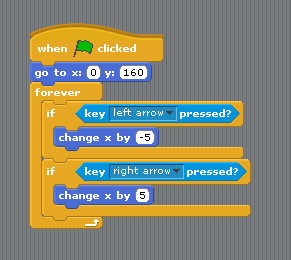 when clicked
go to x: 0 y: 160
forever
if key left arrow pressed?
change x by -5
if key right arrow pressed?
change x by 5